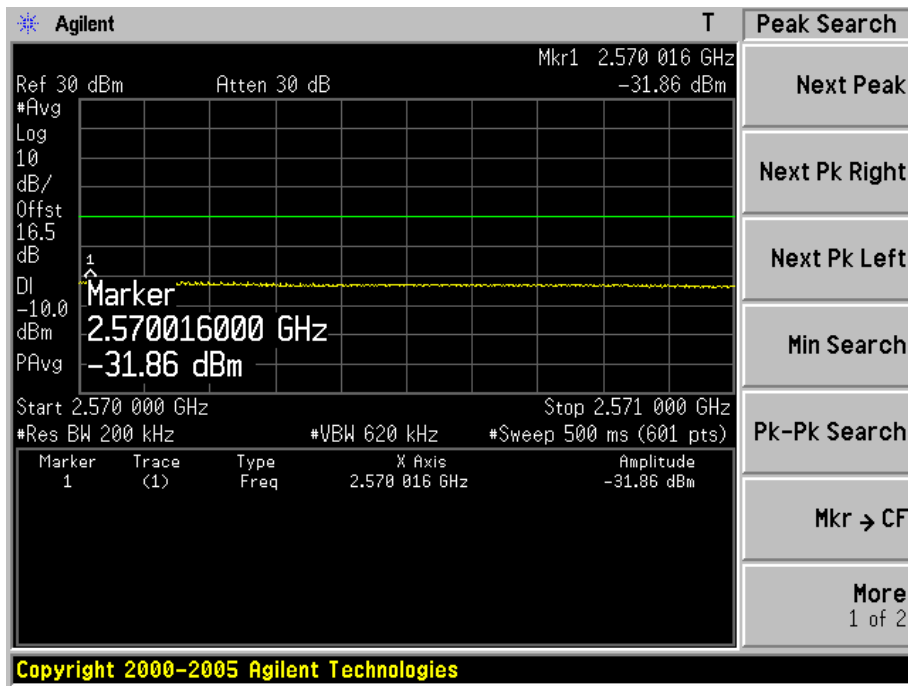 Agilent T
Peak Search
Mkr1 2.570 016 GHz
Ref 30 dBm Atten 30 dB -31.86 dBm
#Avg
Log
10
dB/
Offst
16.5
dB
DI
-10.0
dBm
PAvg
1
Marker
2.570016000 GHz
-31.86 dBm
Start 2.570 000 GHz Stop 2.571 000 GHz
#Res BW 200 kHz #VBW 620 kHz #Sweep 500 ms (601 pts)
Marker Trace Type X Axis Amplitude
1 (1) Freq 2.570 016 GHz -31.86 dBm
Next Peak
Next Pk Right
Next Pk Left
Min Search
Pk-Pk Search
Mkr → CF
More
1 of 2
Copyright 2000-2005 Agilent Technologies